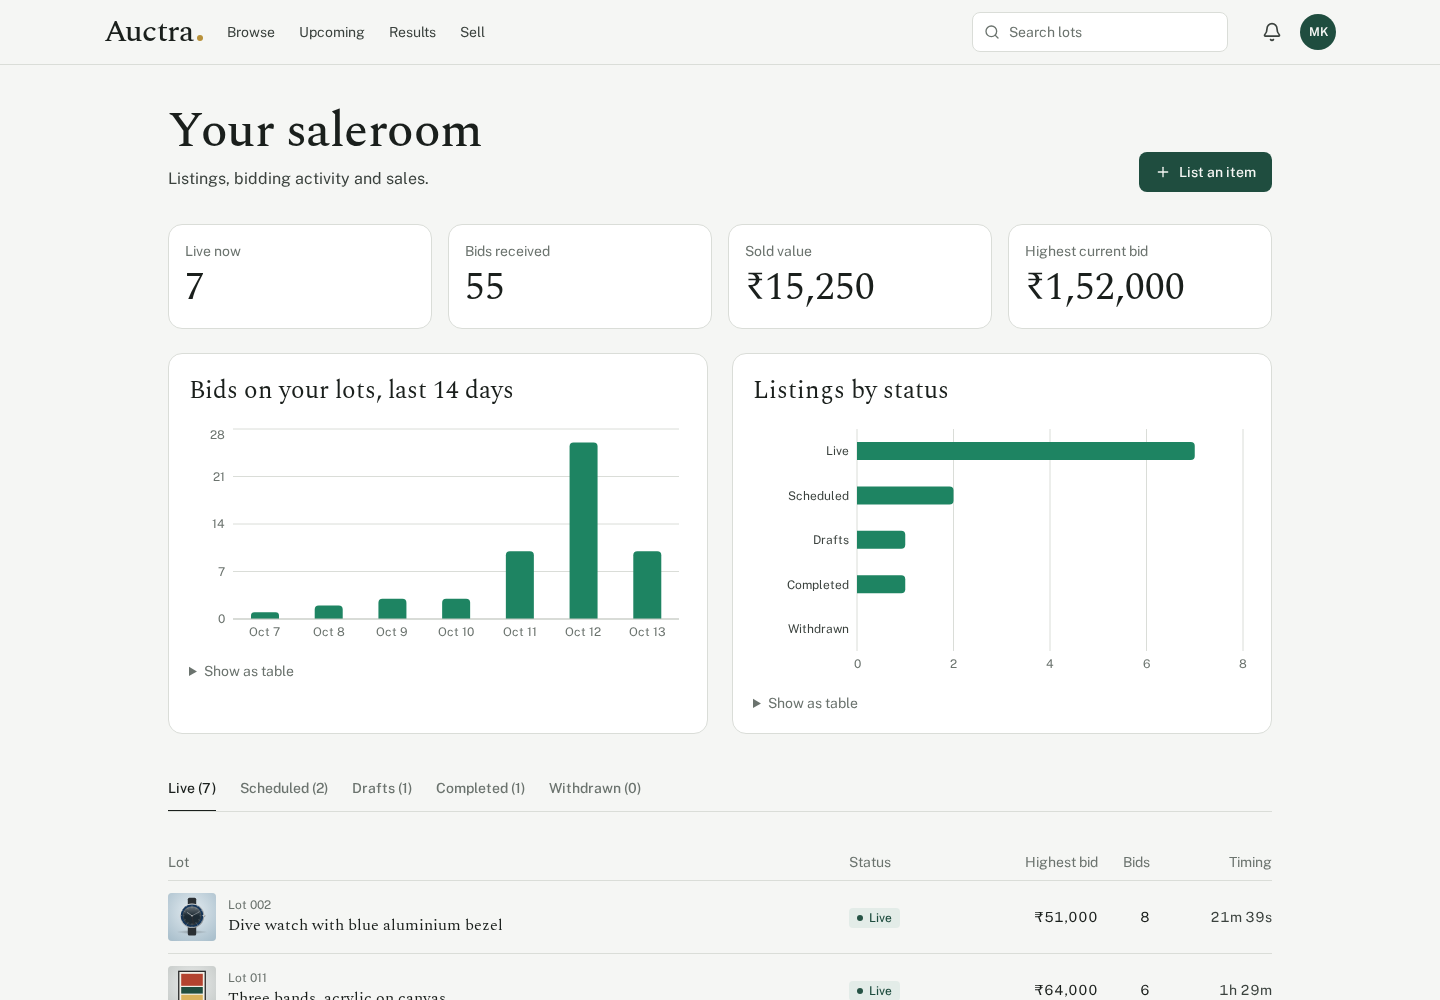 Auctra.
Browse
Upcoming
Results
Sell
Search lots
MK
Your saleroom
Listings, bidding activity and sales.
List an item
Live now
7
Bids received
55
Sold value
₹15,250
Highest current bid
₹1,52,000
Bids on your lots, last 14 days
28
21
14
7
0
Oct 7 Oct 8 Oct 9 Oct 10 Oct 11 Oct 12 Oct 13
Show as table
Listings by status
Live
Scheduled
Drafts
Completed
Withdrawn
0 2 4 6 8
Show as table
Live (7) Scheduled (2) Drafts (1) Completed (1) Withdrawn (0)
Lot Status Highest bid Bids Timing
Lot 002
Dive watch with blue aluminium bezel
Live ₹51,000 8 21m 39s
Lot 011
Three bands, acrylic on canvas
Live ₹64,000 6 1h 29m